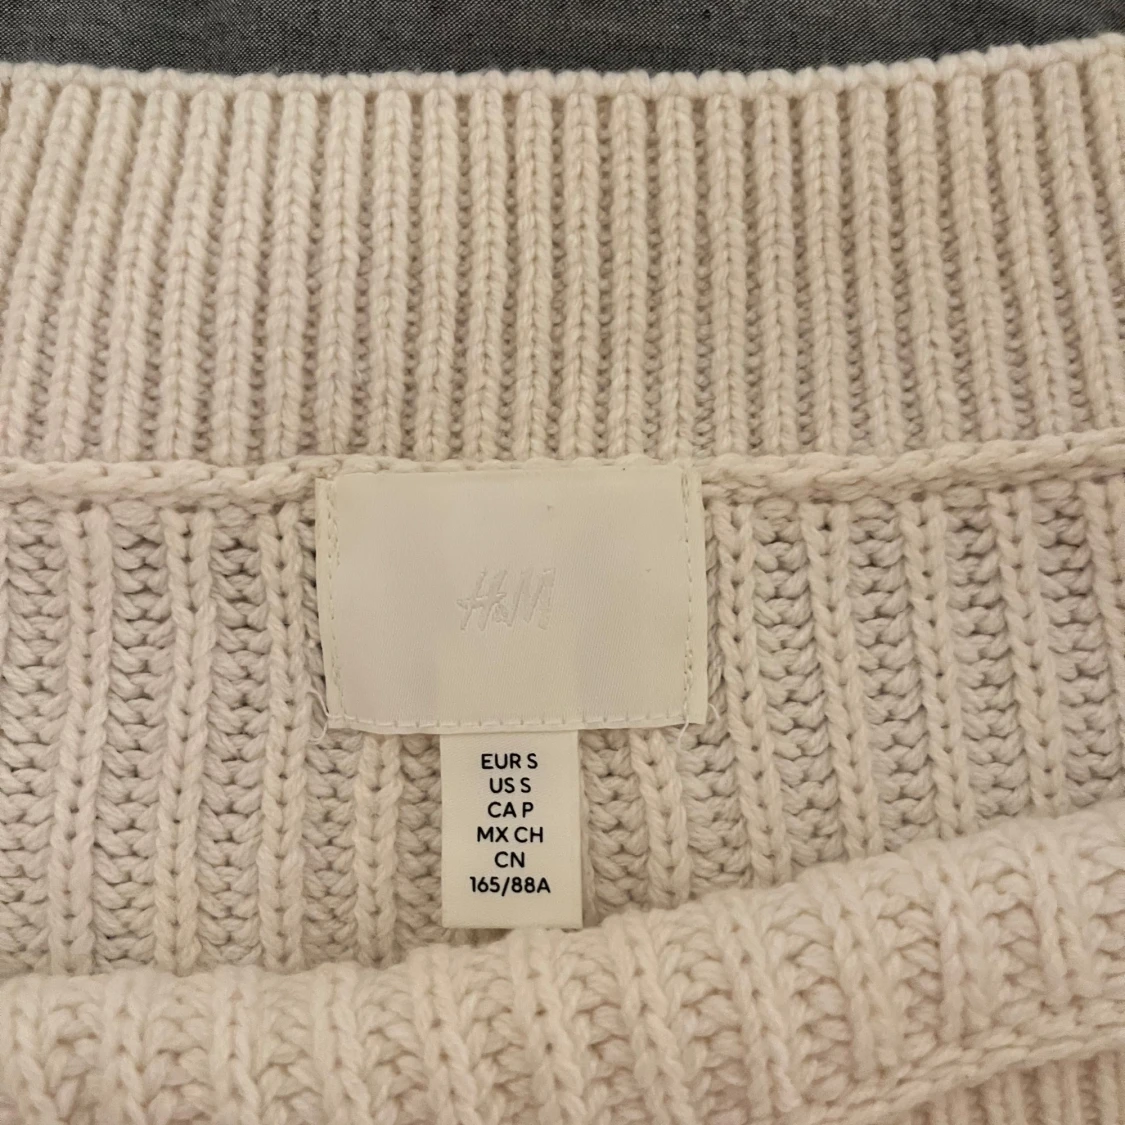 H&M
EUR S
US S
CA P
MX CH
CN
165/88A